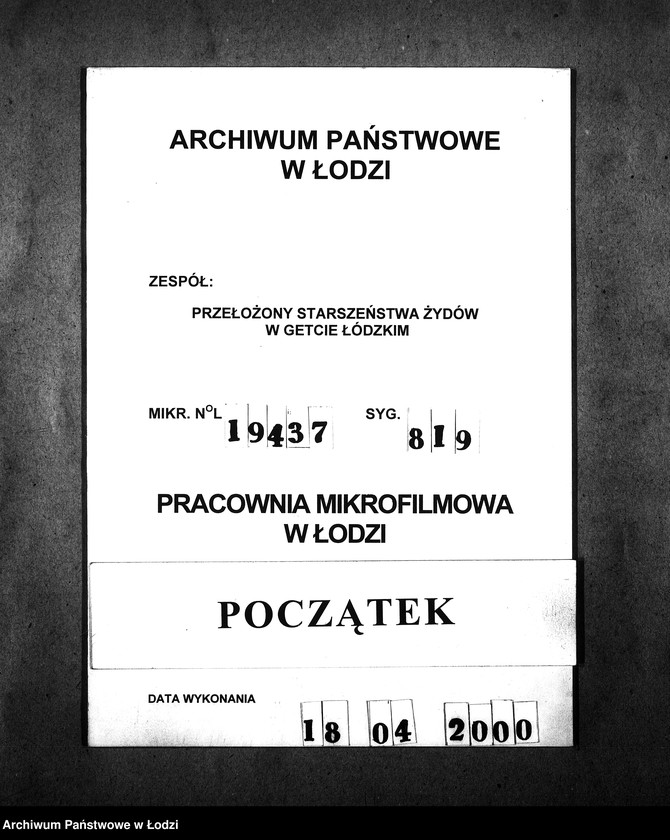 ARCHIWUM PAŃSTWOWE
W ŁODZI
ZESPÓŁ:
PRZEŁOŻONY STARSZEŃSTWA ŻYDÓW
W GETCIE ŁÓDZKIM
MIKR. NOL 19437 SYG. 819
PRACOWNIA MIKROFILMOWA
W ŁODZI
POCZĄTEK
DATA WYKONANIA 18 04 2000
Archiwum Państwowe w Łodzi